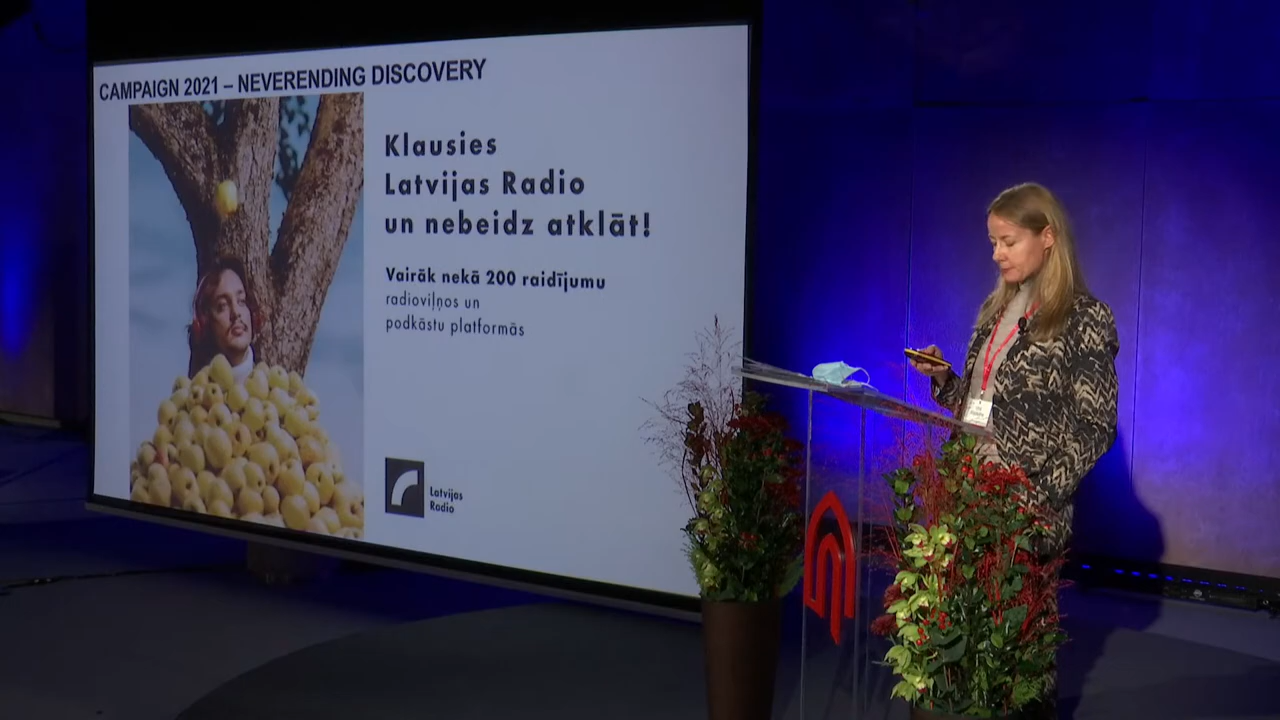 CAMPAIGN 2021 – NEVERENDING DISCOVERY
Klausies
Latvijas Radio
un nebeidz atklāt!
Vairāk nekā 200 raidījumu
radioviļņos un
podkāstu platformās
Latvijas
Radio